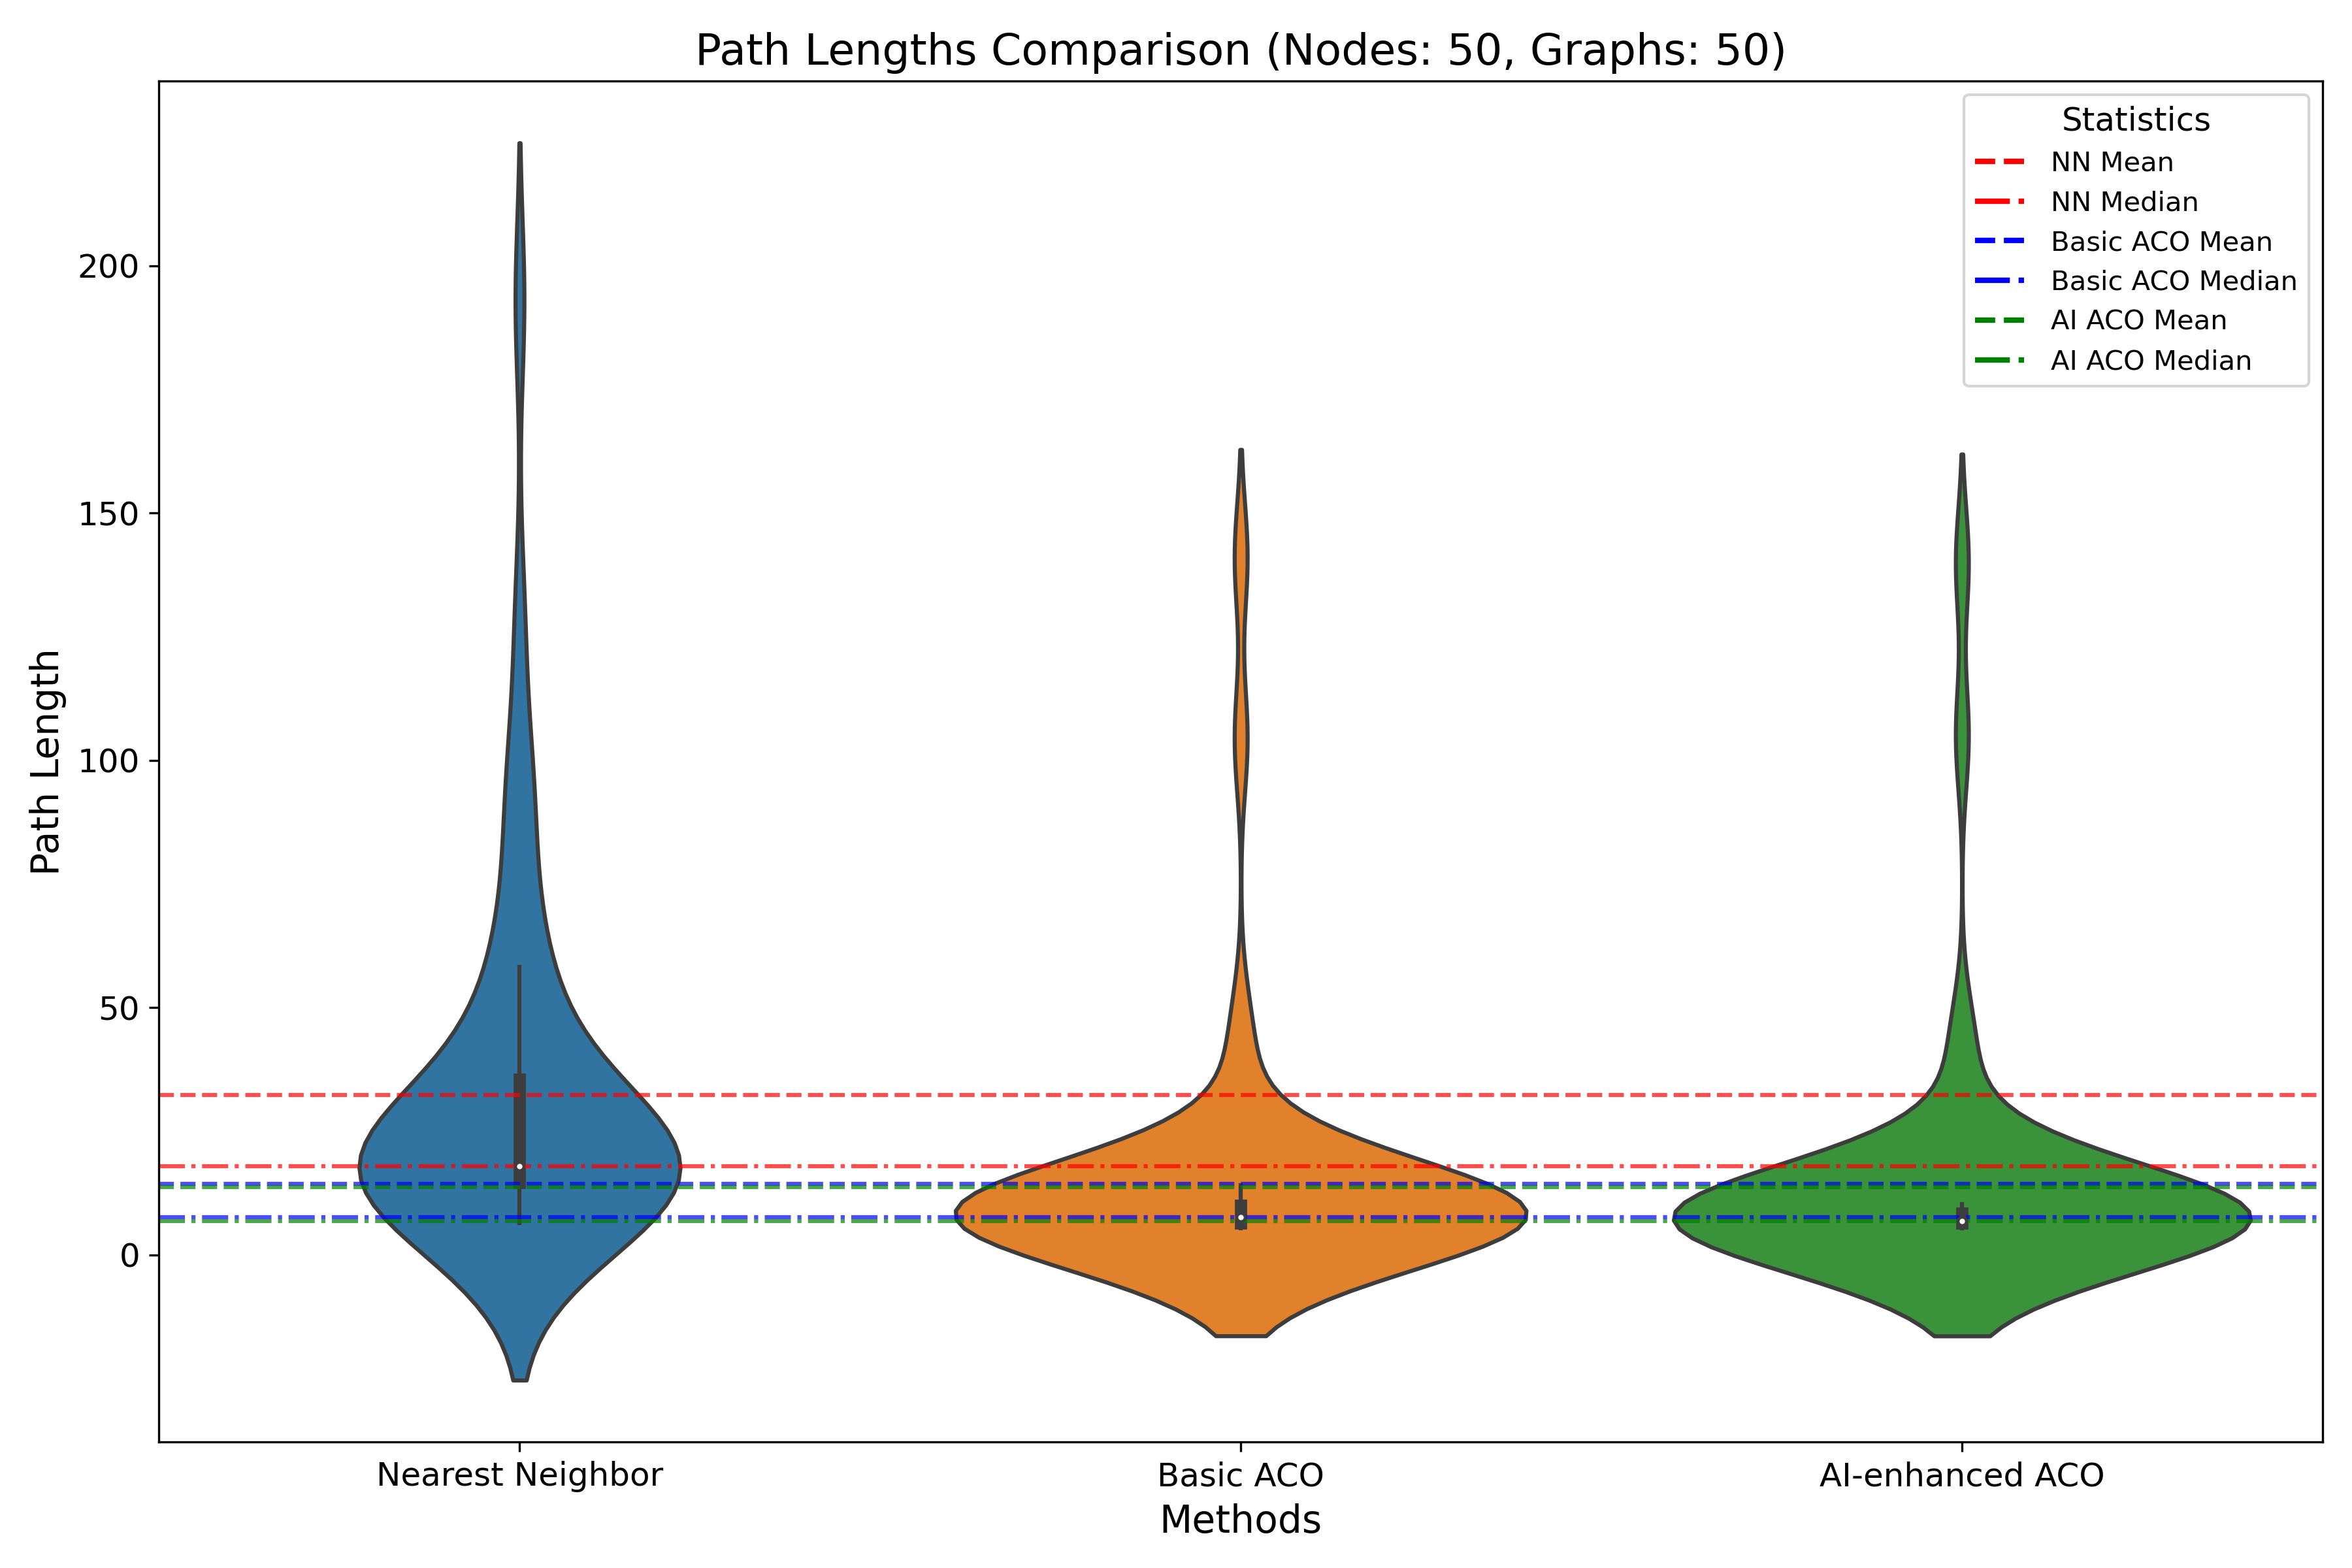 Path Lengths Comparison (Nodes: 50, Graphs: 50)
Statistics
NN Mean
NN Median
Basic ACO Mean
Basic ACO Median
AI ACO Mean
AI ACO Median
Path Length
200
150
100
50
0
Nearest Neighbor
Basic ACO
AI-enhanced ACO
Methods